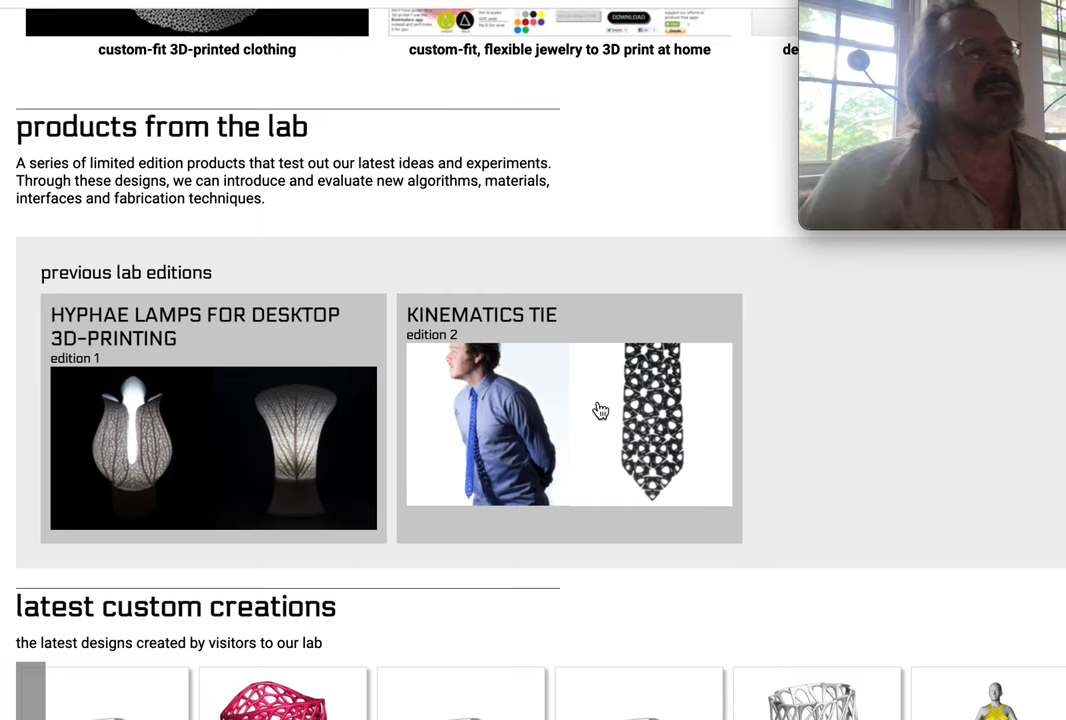 DOWNLOAD
custom-fit 3D-printed clothing
custom-fit, flexible jewelry to 3D print at home
de
products from the lab
A series of limited edition products that test out our latest ideas and experiments.
Through these designs, we can introduce and evaluate new algorithms, materials,
interfaces and fabrication techniques.
previous lab editions
HYPHAE LAMPS FOR DESKTOP
3D-PRINTING
edition 1
KINEMATICS TIE
edition 2
latest custom creations
the latest designs created by visitors to our lab